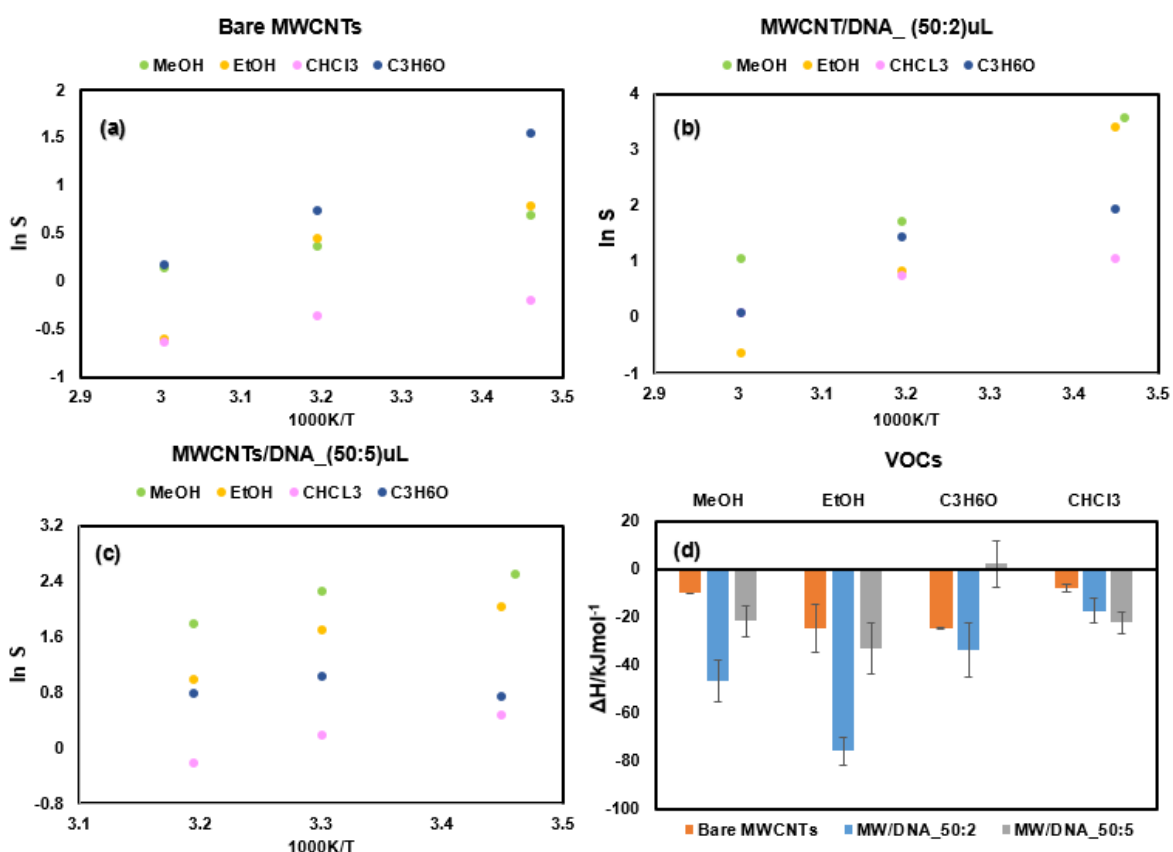 Bare MWCNTs
MeOH EtOH CHCl3 C3H6O
(a)
2
1.5
1
0.5
0
-0.5
-1
ln S
2.9 3 3.1 3.2 3.3 3.4 3.5
1000K/T
MWCNT/DNA_ (50:2)uL
MeOH EtOH CHCL3 C3H6O
(b)
4
3
2
1
0
-1
ln S
2.9 3 3.1 3.2 3.3 3.4 3.5
1000K/T
MWCNTs/DNA_(50:5)uL
MeOH EtOH CHCL3 C3H6O
(c)
3.2
2.4
1.6
0.8
0
-0.8
ln S
3.1 3.2 3.3 3.4 3.5
1000K/T
VOCs
MeOH EtOH C3H6O CHCl3
(d)
20
0
-20
-40
-60
-80
-100
ΔH/kJmol-1
Bare MWCNTs MW/DNA_50:2 MW/DNA_50:5